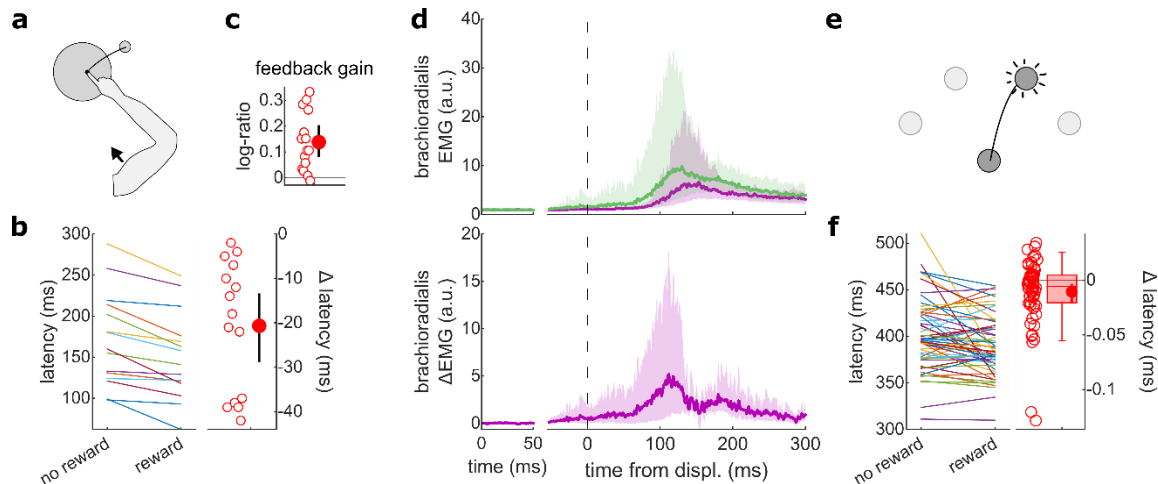 a
c
feedback gain
log-ratio
0.3
0.2
0.1
0
b
latency (ms)
300
250
200
150
100
no reward
reward
0
-10
-20
-30
-40
Δ latency (ms)
d
brachioradialis
EMG (a.u.)
40
30
20
10
0
brachioradialis
ΔEMG (a.u.)
20
15
10
5
0
0 50 0 100 200 300
time (ms) time from displ. (ms)
e
f
latency (ms)
500
450
400
350
300
no reward
reward
0
-0.05
-0.1
Δ latency (ms)